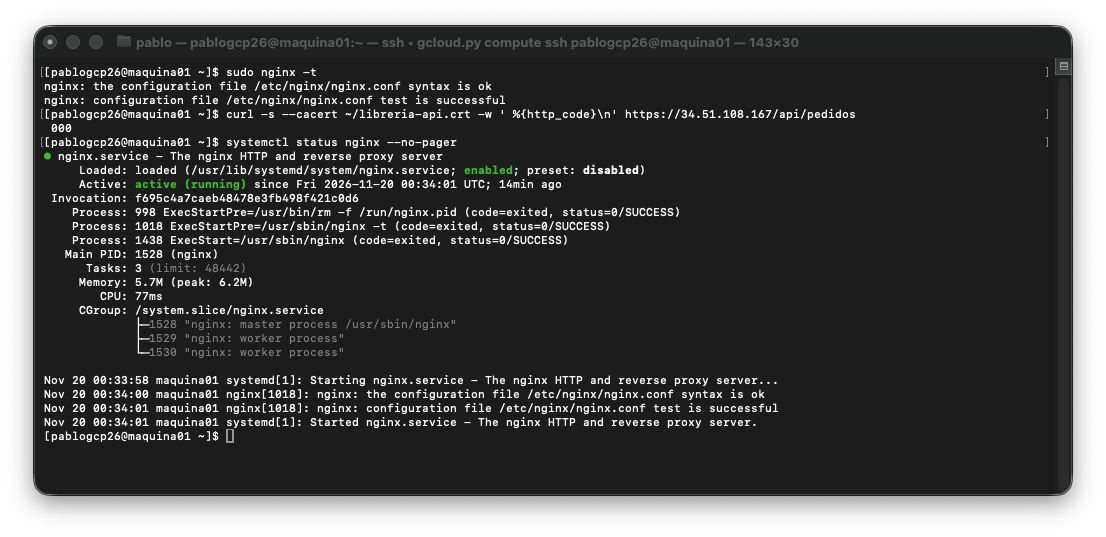 pablo — pablogcp26@maquina01:~ — ssh ◂ gcloud.py compute ssh pablogcp26@maquina01 — 143×30
[[pablogcp26@maquina01 ~]$ sudo nginx -t ]
nginx: the configuration file /etc/nginx/nginx.conf syntax is ok
nginx: configuration file /etc/nginx/nginx.conf test is successful
[[pablogcp26@maquina01 ~]$ curl -s --cacert ~/libreria-api.crt -w ' %{http_code}\n' https://34.51.108.167/api/pedidos ]
 000
[[pablogcp26@maquina01 ~]$ systemctl status nginx --no-pager ]
● nginx.service - The nginx HTTP and reverse proxy server
     Loaded: loaded (/usr/lib/systemd/system/nginx.service; enabled; preset: disabled)
     Active: active (running) since Fri 2026-11-20 00:34:01 UTC; 14min ago
 Invocation: f695c4a7caeb48478e3fb498f421c0d6
    Process: 998 ExecStartPre=/usr/bin/rm -f /run/nginx.pid (code=exited, status=0/SUCCESS)
    Process: 1018 ExecStartPre=/usr/sbin/nginx -t (code=exited, status=0/SUCCESS)
    Process: 1438 ExecStart=/usr/sbin/nginx (code=exited, status=0/SUCCESS)
   Main PID: 1528 (nginx)
      Tasks: 3 (limit: 48442)
     Memory: 5.7M (peak: 6.2M)
        CPU: 77ms
     CGroup: /system.slice/nginx.service
             ├─1528 "nginx: master process /usr/sbin/nginx"
             ├─1529 "nginx: worker process"
             └─1530 "nginx: worker process"
Nov 20 00:33:58 maquina01 systemd[1]: Starting nginx.service - The nginx HTTP and reverse proxy server...
Nov 20 00:34:00 maquina01 nginx[1018]: nginx: the configuration file /etc/nginx/nginx.conf syntax is ok
Nov 20 00:34:01 maquina01 nginx[1018]: nginx: configuration file /etc/nginx/nginx.conf test is successful
Nov 20 00:34:01 maquina01 systemd[1]: Started nginx.service - The nginx HTTP and reverse proxy server.
[pablogcp26@maquina01 ~]$